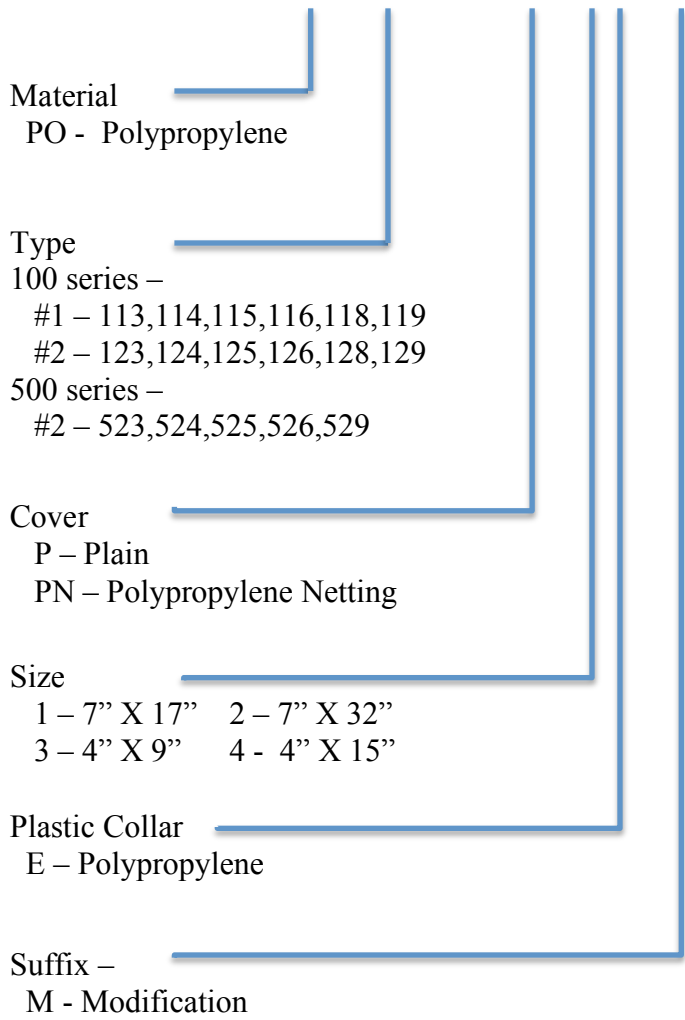 Material
PO - Polypropylene
Type
100 series –
#1 – 113,114,115,116,118,119
#2 – 123,124,125,126,128,129
500 series –
#2 – 523,524,525,526,529
Cover
P – Plain
PN – Polypropylene Netting
Size
1 – 7” X 17” 2 – 7” X 32”
3 – 4” X 9” 4 - 4” X 15”
Plastic Collar
E – Polypropylene
Suffix –
M - Modification